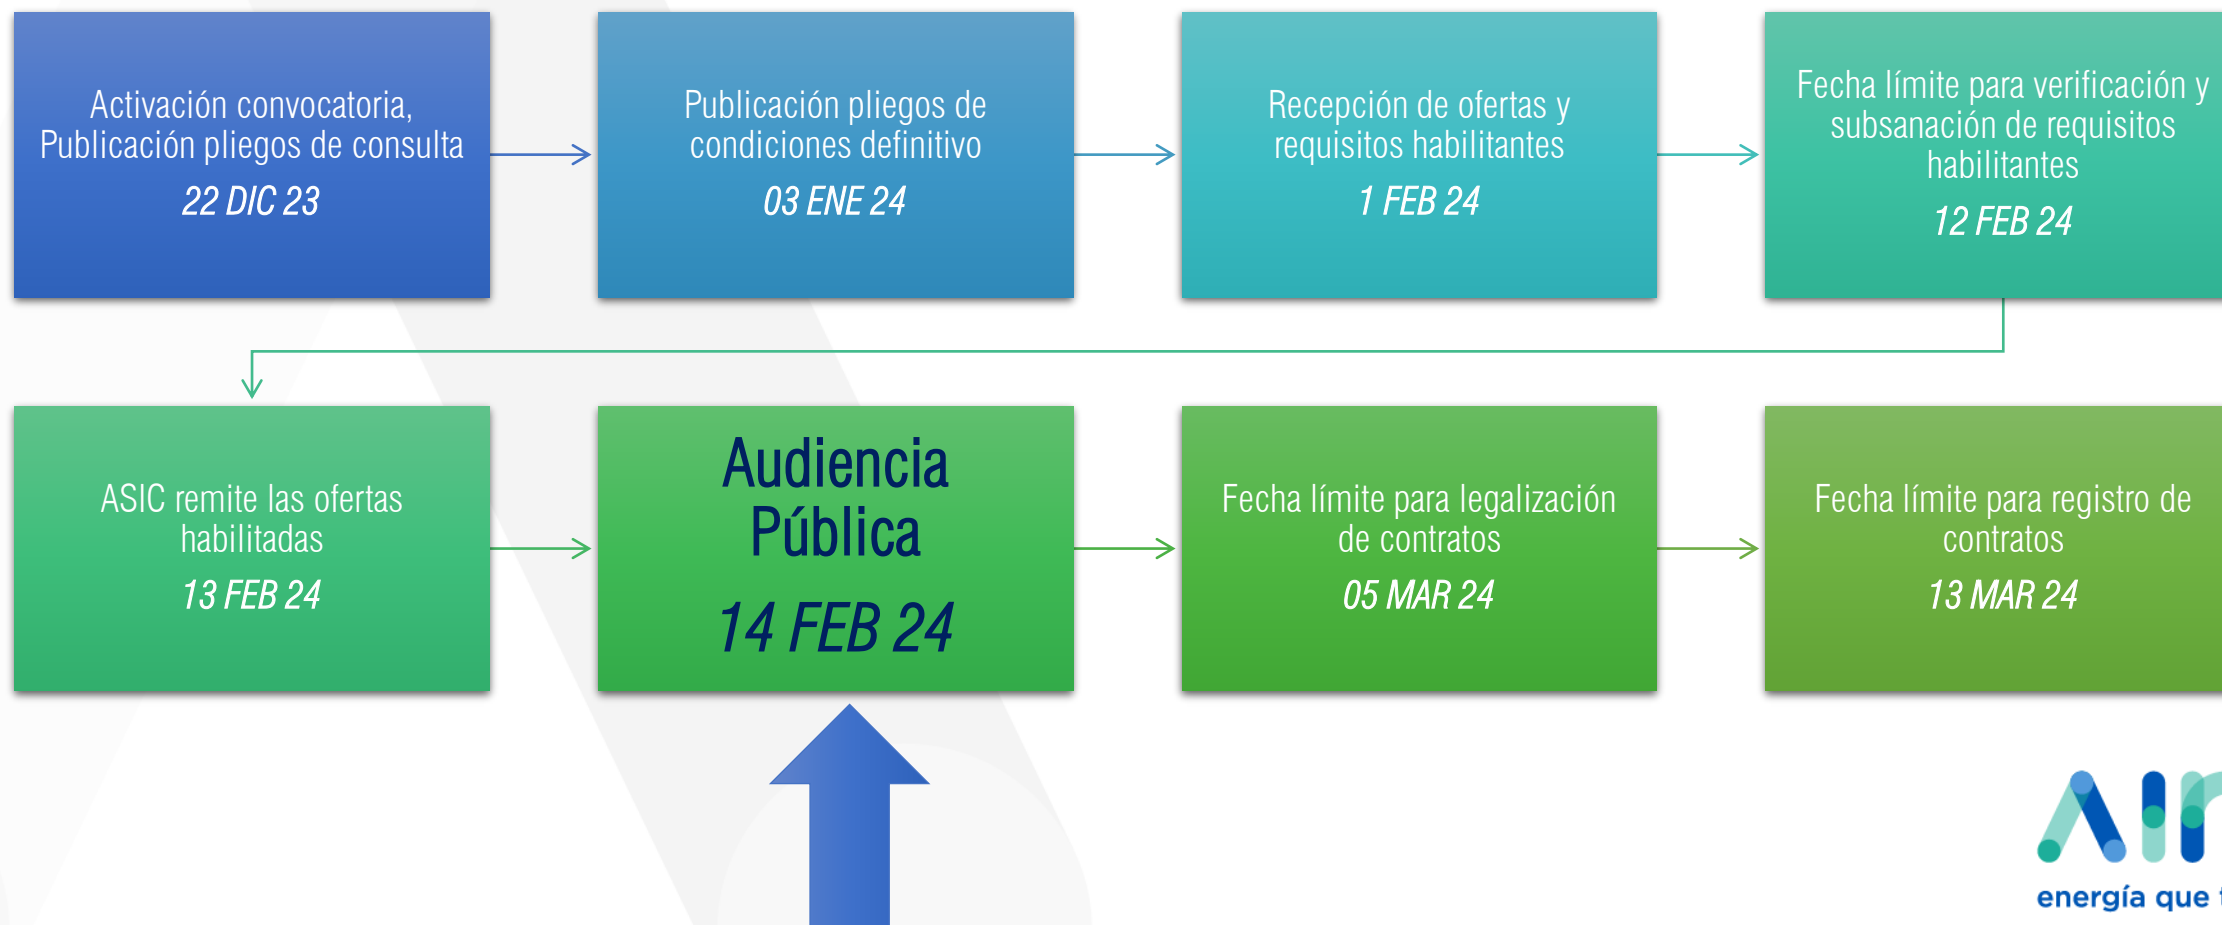 Activación convocatoria,
Publicación pliegos de consulta
22 DIC 23
Publicación pliegos de
condiciones definitivo
03 ENE 24
Recepción de ofertas y
requisitos habilitantes
1 FEB 24
Fecha límite para verificación y
subsanación de requisitos
habilitantes
12 FEB 24
ASIC remite las ofertas
habilitadas
13 FEB 24
Audiencia
Pública
14 FEB 24
Fecha límite para legalización
de contratos
05 MAR 24
Fecha límite para registro de
contratos
13 MAR 24
energía que